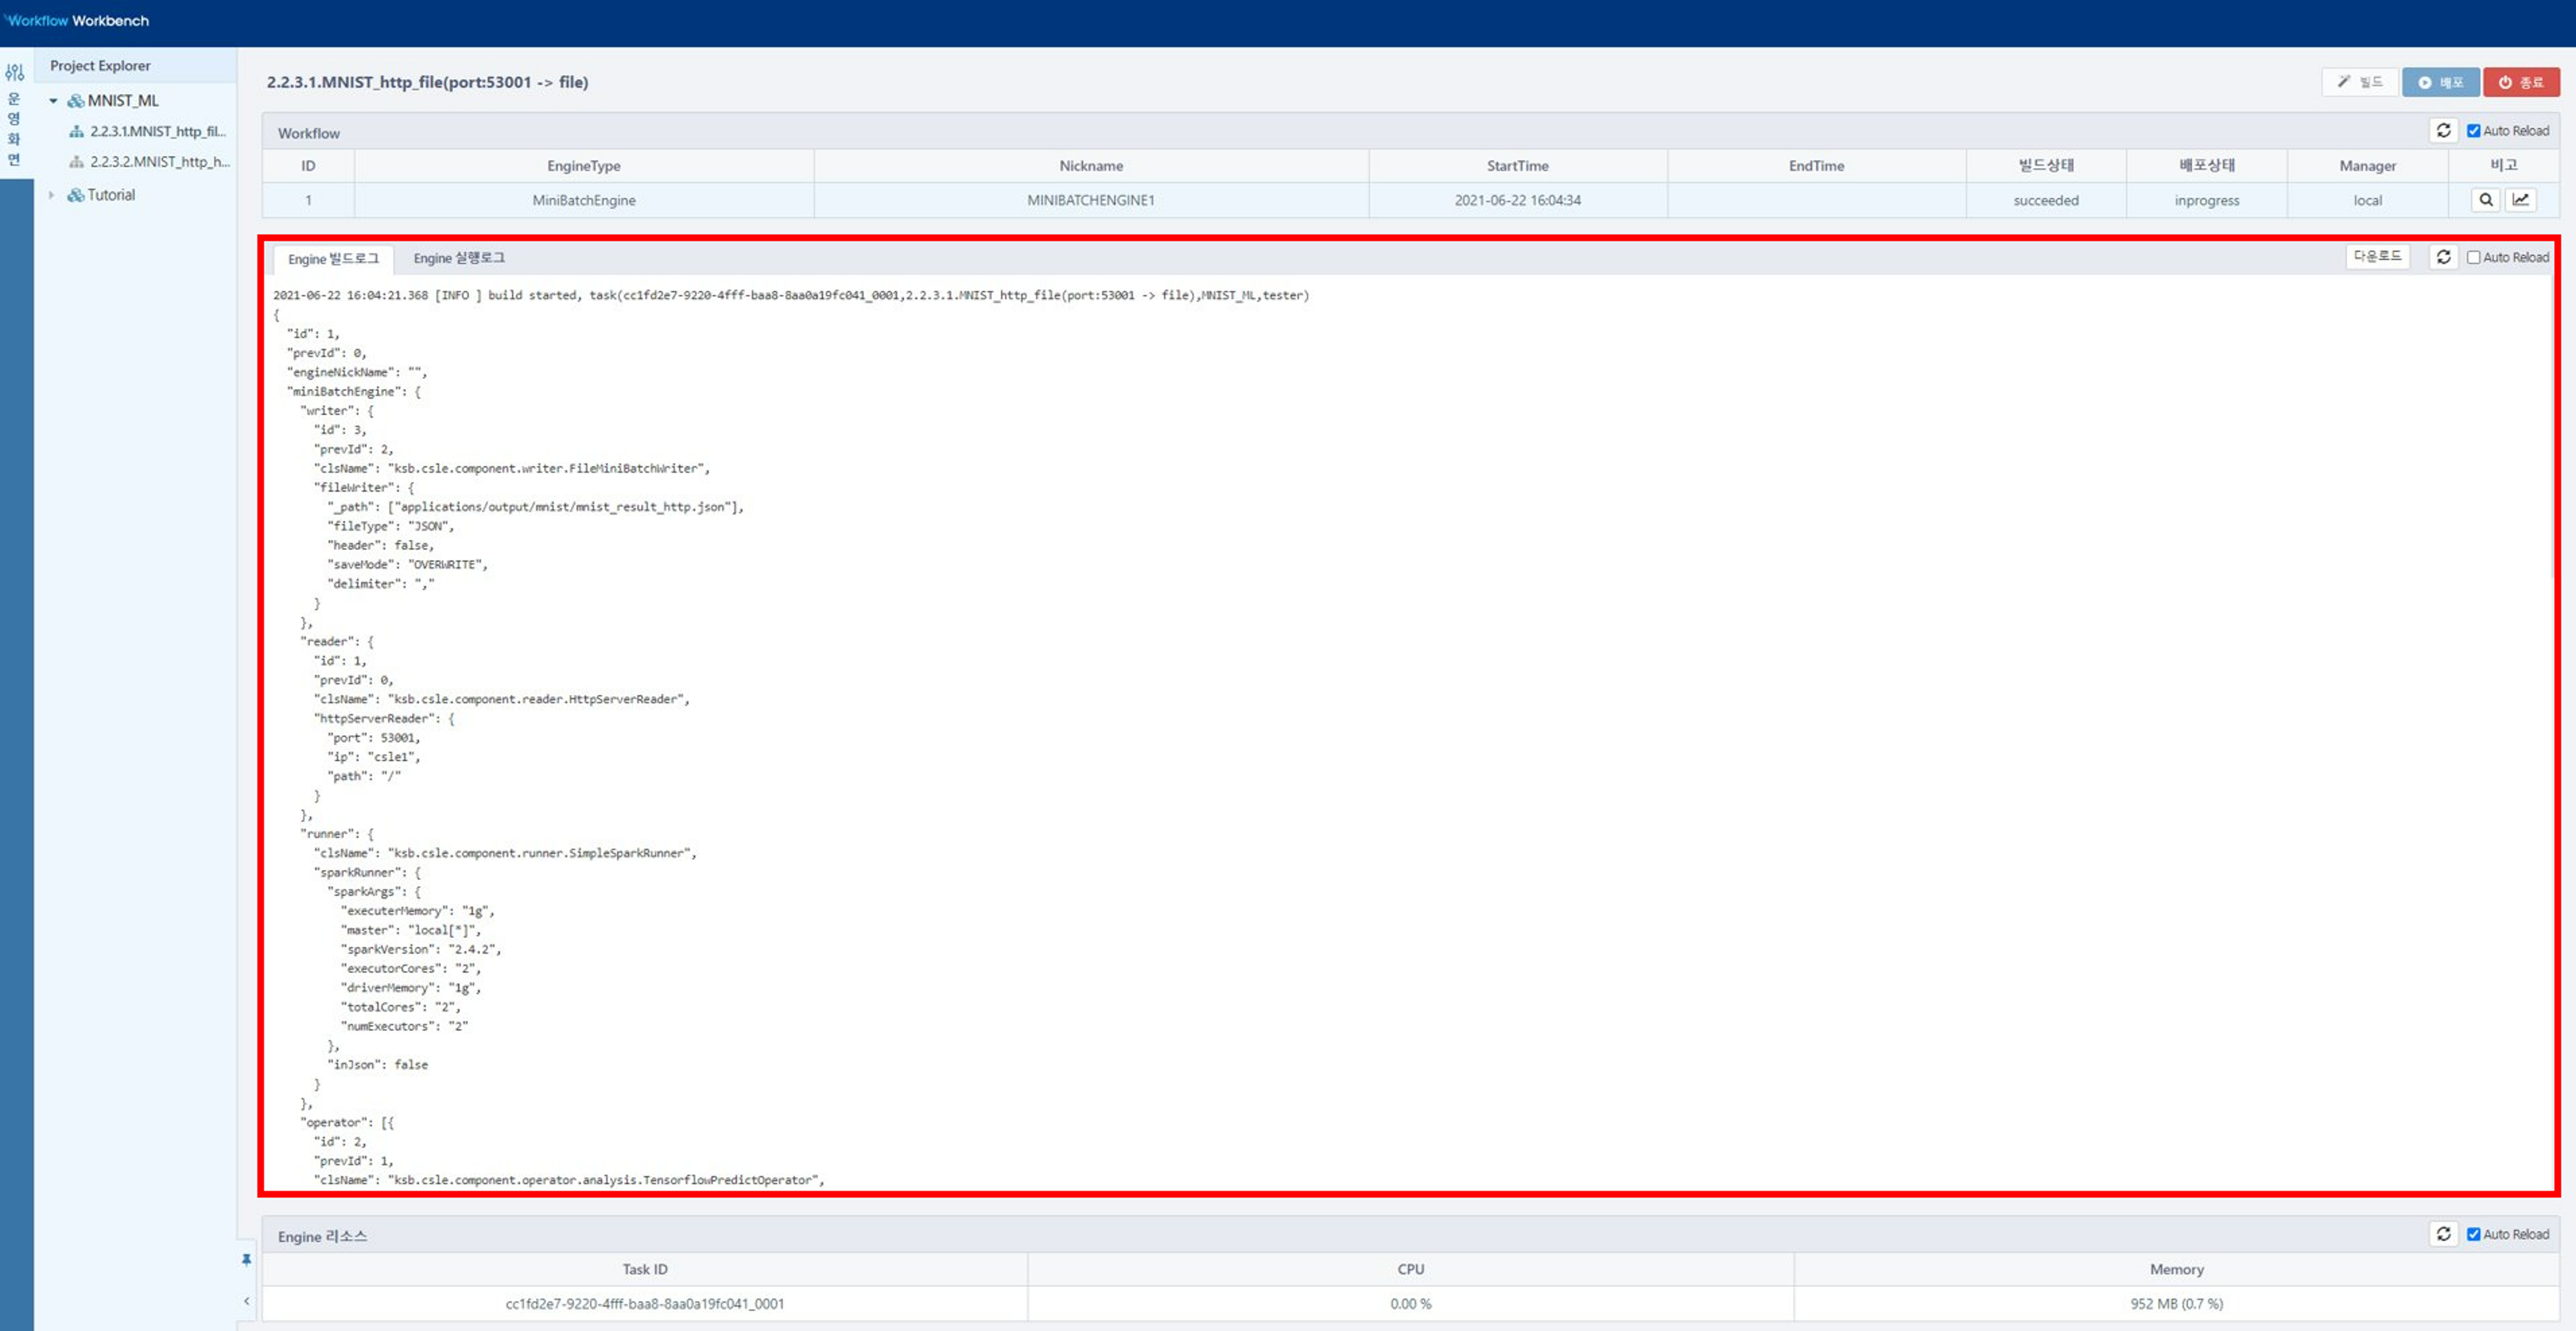 Workflow Workbench
운영화면
Project Explorer
MNIST_ML
2.2.3.1.MNIST_http_fil...
2.2.3.2.MNIST_http_h...
Tutorial
2.2.3.1.MNIST_http_file(port:53001 -> file)
빌드
배포
종료
Workflow
Auto Reload
ID EngineType Nickname StartTime EndTime 빌드상태 배포상태 Manager 비고
1 MiniBatchEngine MINIBATCHENGINE1 2021-06-22 16:04:34 succeeded inprogress local
Engine 빌드로그 Engine 실행로그 다운로드 Auto Reload
2021-06-22 16:04:21.368 [INFO ] build started, task(cc1fd2e7-9220-4fff-baa8-8aa0a19fc041_0001,2.2.3.1.MNIST_http_file(port:53001 -> file),MNIST_ML,tester)
{
"id": 1,
"prevId": 0,
"engineNickName": "",
"miniBatchEngine": {
"writer": {
"id": 3,
"prevId": 2,
"clsName": "ksb.csle.component.writer.FileMiniBatchWriter",
"fileWriter": {
"_path": ["applications/output/mnist/mnist_result_http.json"],
"fileType": "JSON",
"header": false,
"saveMode": "OVERWRITE",
"delimiter": ","
}
},
"reader": {
"id": 1,
"prevId": 0,
"clsName": "ksb.csle.component.reader.HttpServerReader",
"httpServerReader": {
"port": 53001,
"ip": "csle1",
"path": "/"
}
},
"runner": {
"clsName": "ksb.csle.component.runner.SimpleSparkRunner",
"sparkRunner": {
"sparkArgs": {
"executerMemory": "1g",
"master": "local[*]",
"sparkVersion": "2.4.2",
"executorCores": "2",
"driverMemory": "1g",
"totalCores": "2",
"numExecutors": "2"
},
"inJson": false
}
},
"operator": [{
"id": 2,
"prevId": 1,
"clsName": "ksb.csle.component.operator.analysis.TensorflowPredictOperator",
Engine 리소스 Auto Reload
Task ID CPU Memory
cc1fd2e7-9220-4fff-baa8-8aa0a19fc041_0001 0.00 % 952 MB (0.7 %)